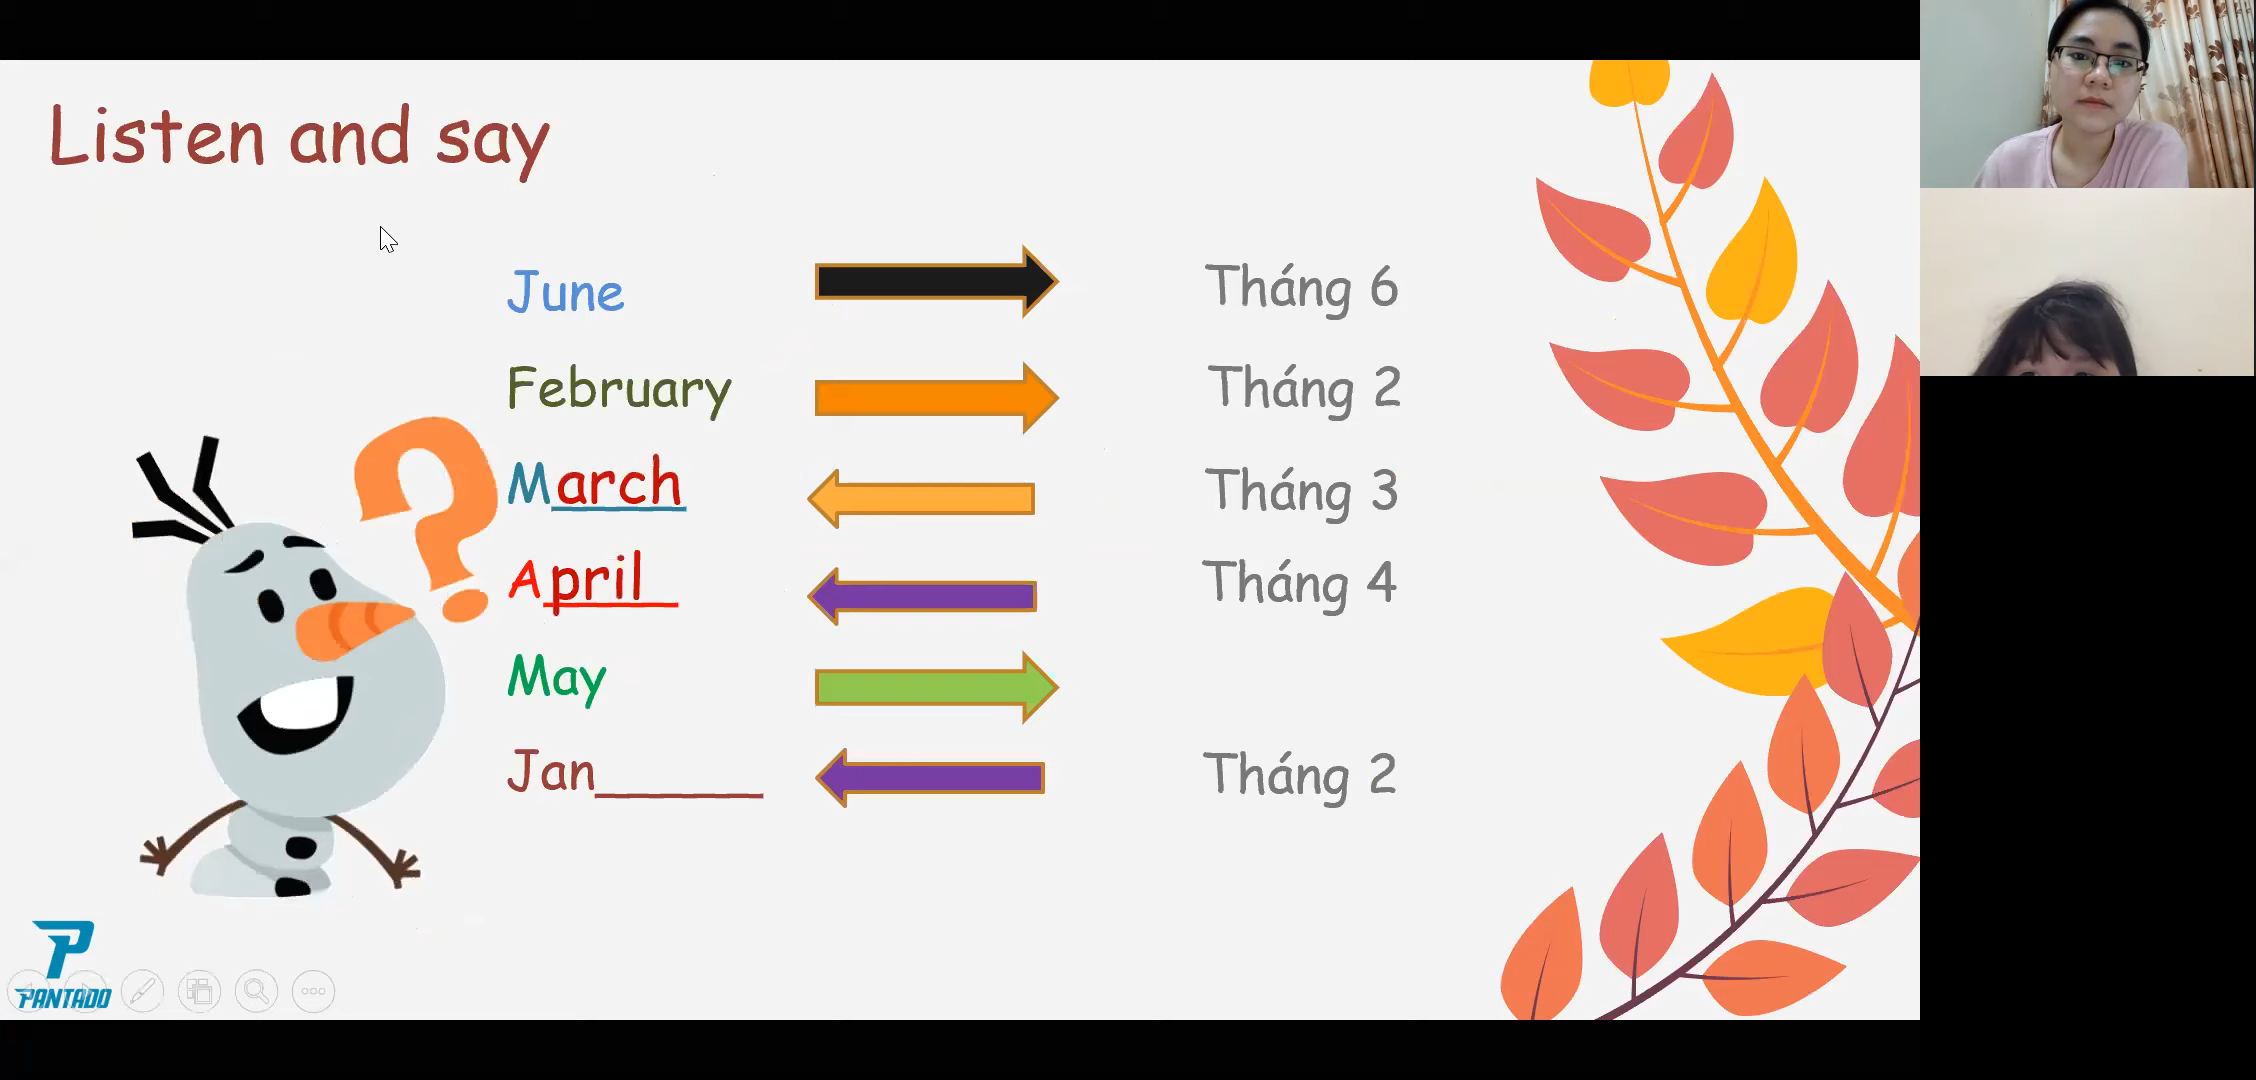 Listen and say
June Tháng 6
February Tháng 2
March Tháng 3
April Tháng 4
May
Jan______ Tháng 2
PANTADO